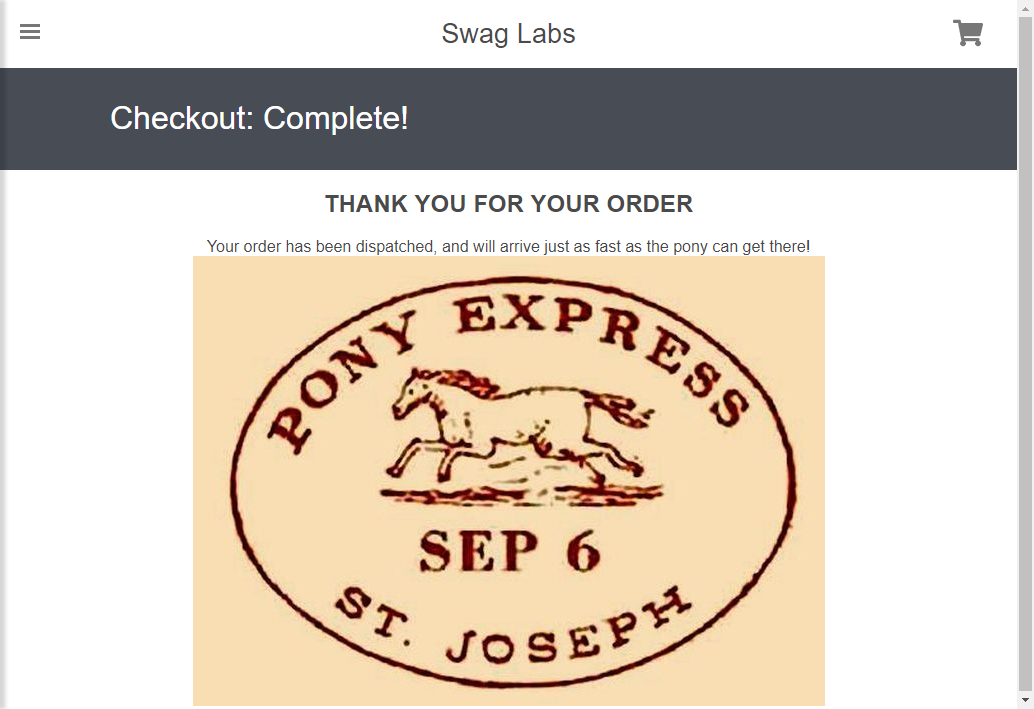 Swag Labs
Checkout: Complete!
THANK YOU FOR YOUR ORDER
Your order has been dispatched, and will arrive just as fast as the pony can get there!
PONY EXPRESS
SEP 6
ST. JOSEPH